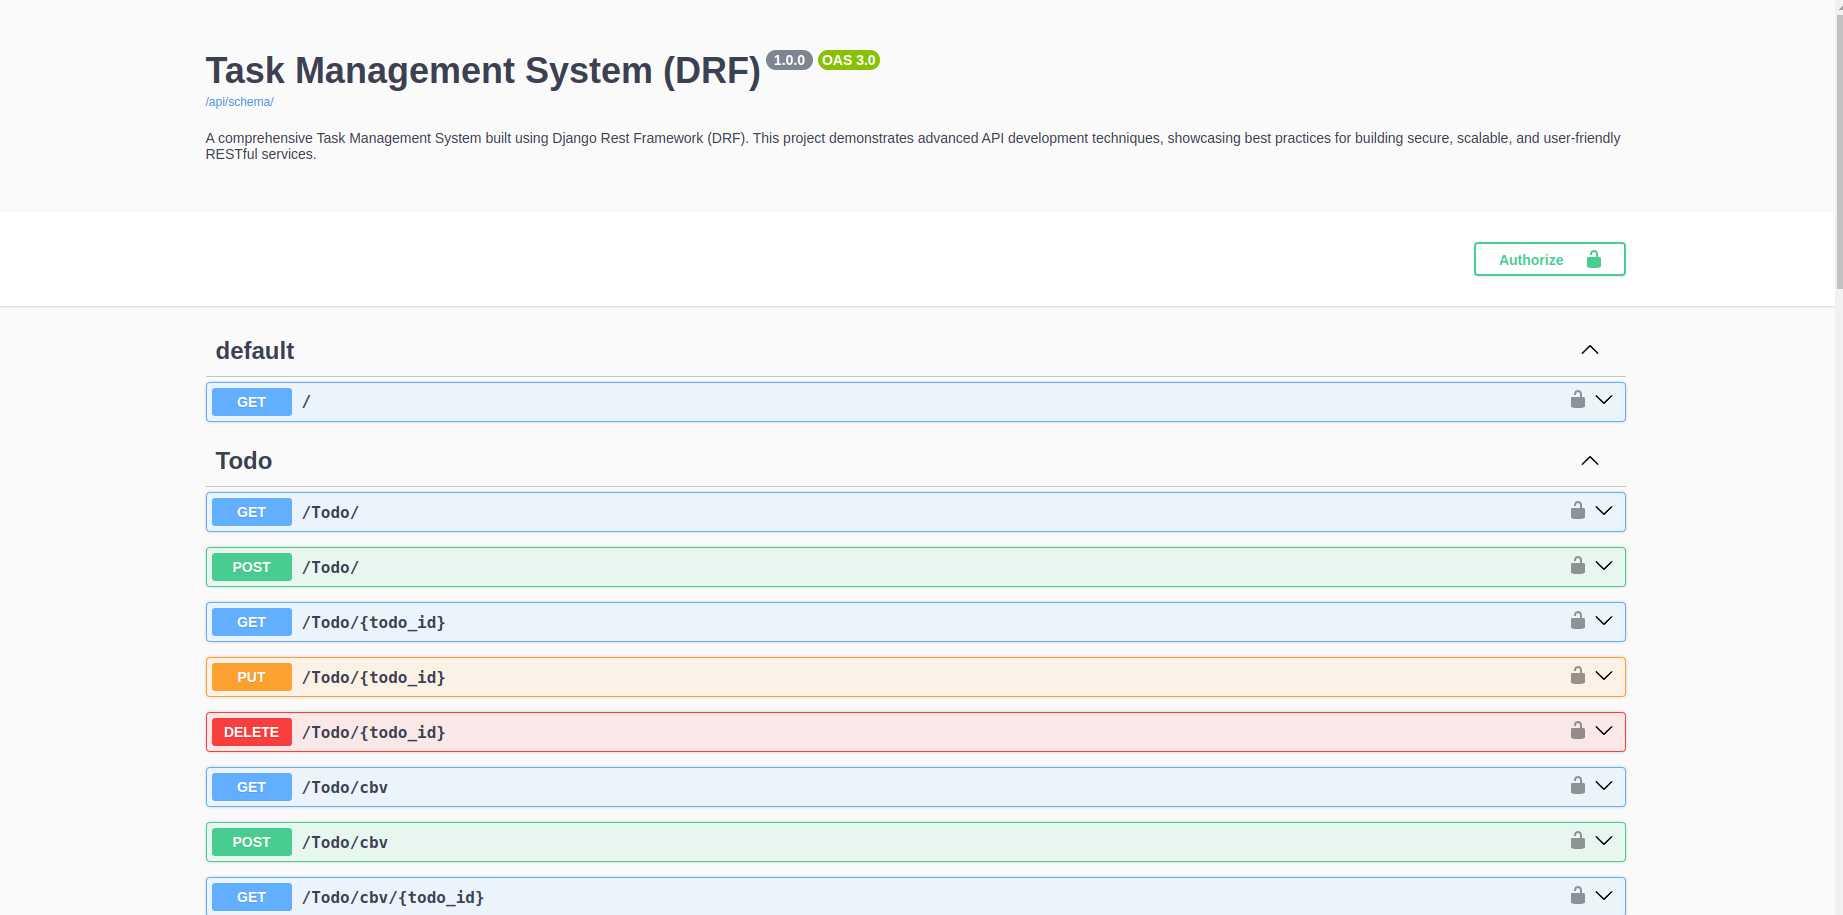 Task Management System (DRF) 1.0.0 OAS 3.0
/api/schema/
A comprehensive Task Management System built using Django Rest Framework (DRF). This project demonstrates advanced API development techniques, showcasing best practices for building secure, scalable, and user-friendly
RESTful services.
Authorize
default
GET /
Todo
GET /Todo/
POST /Todo/
GET /Todo/{todo_id}
PUT /Todo/{todo_id}
DELETE /Todo/{todo_id}
GET /Todo/cbv
POST /Todo/cbv
GET /Todo/cbv/{todo_id}